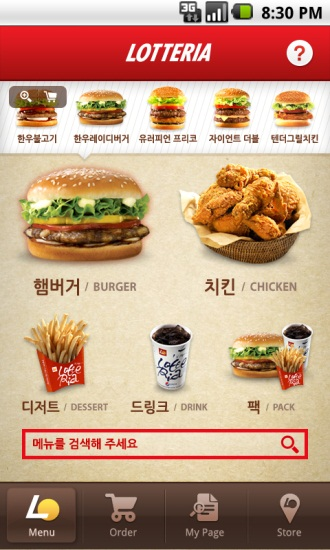 3G 8:30 PM
LOTTERIA ?
한우불고기 한우레이디버거 유러피언 프리코 자이언트 더블 텐더그릴치킨
햄버거 / BURGER 치킨 / CHICKEN
디저트 / DESSERT 드링크 / DRINK 팩 / PACK
메뉴를 검색해 주세요
Menu Order My Page Store